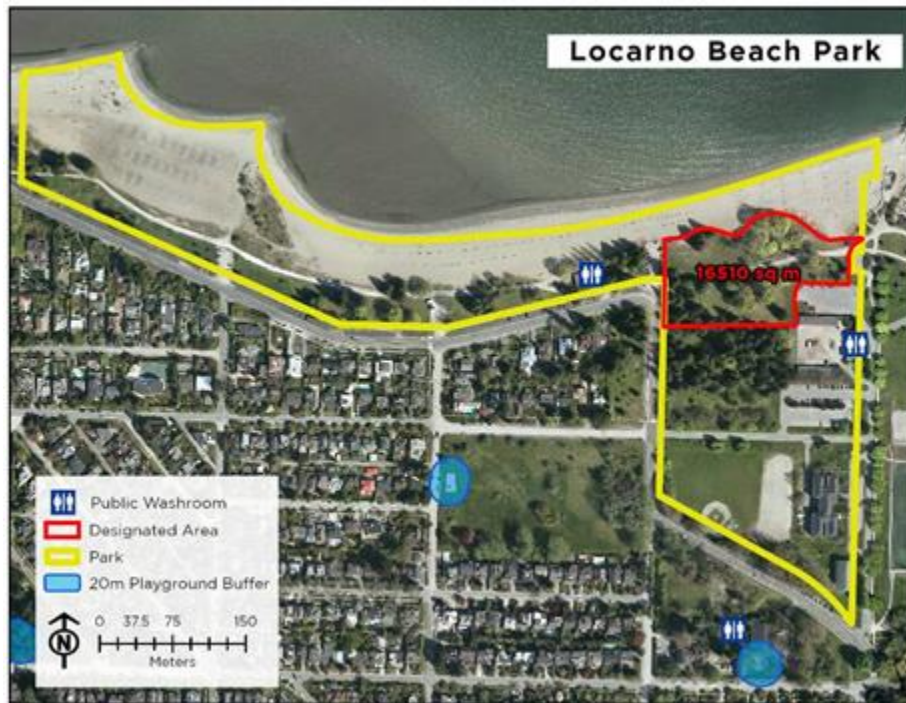 Locarno Beach Park
16510 sq m
Public Washroom
Designated Area
Park
20m Playground Buffer
N
0 37.5 75 150
Meters